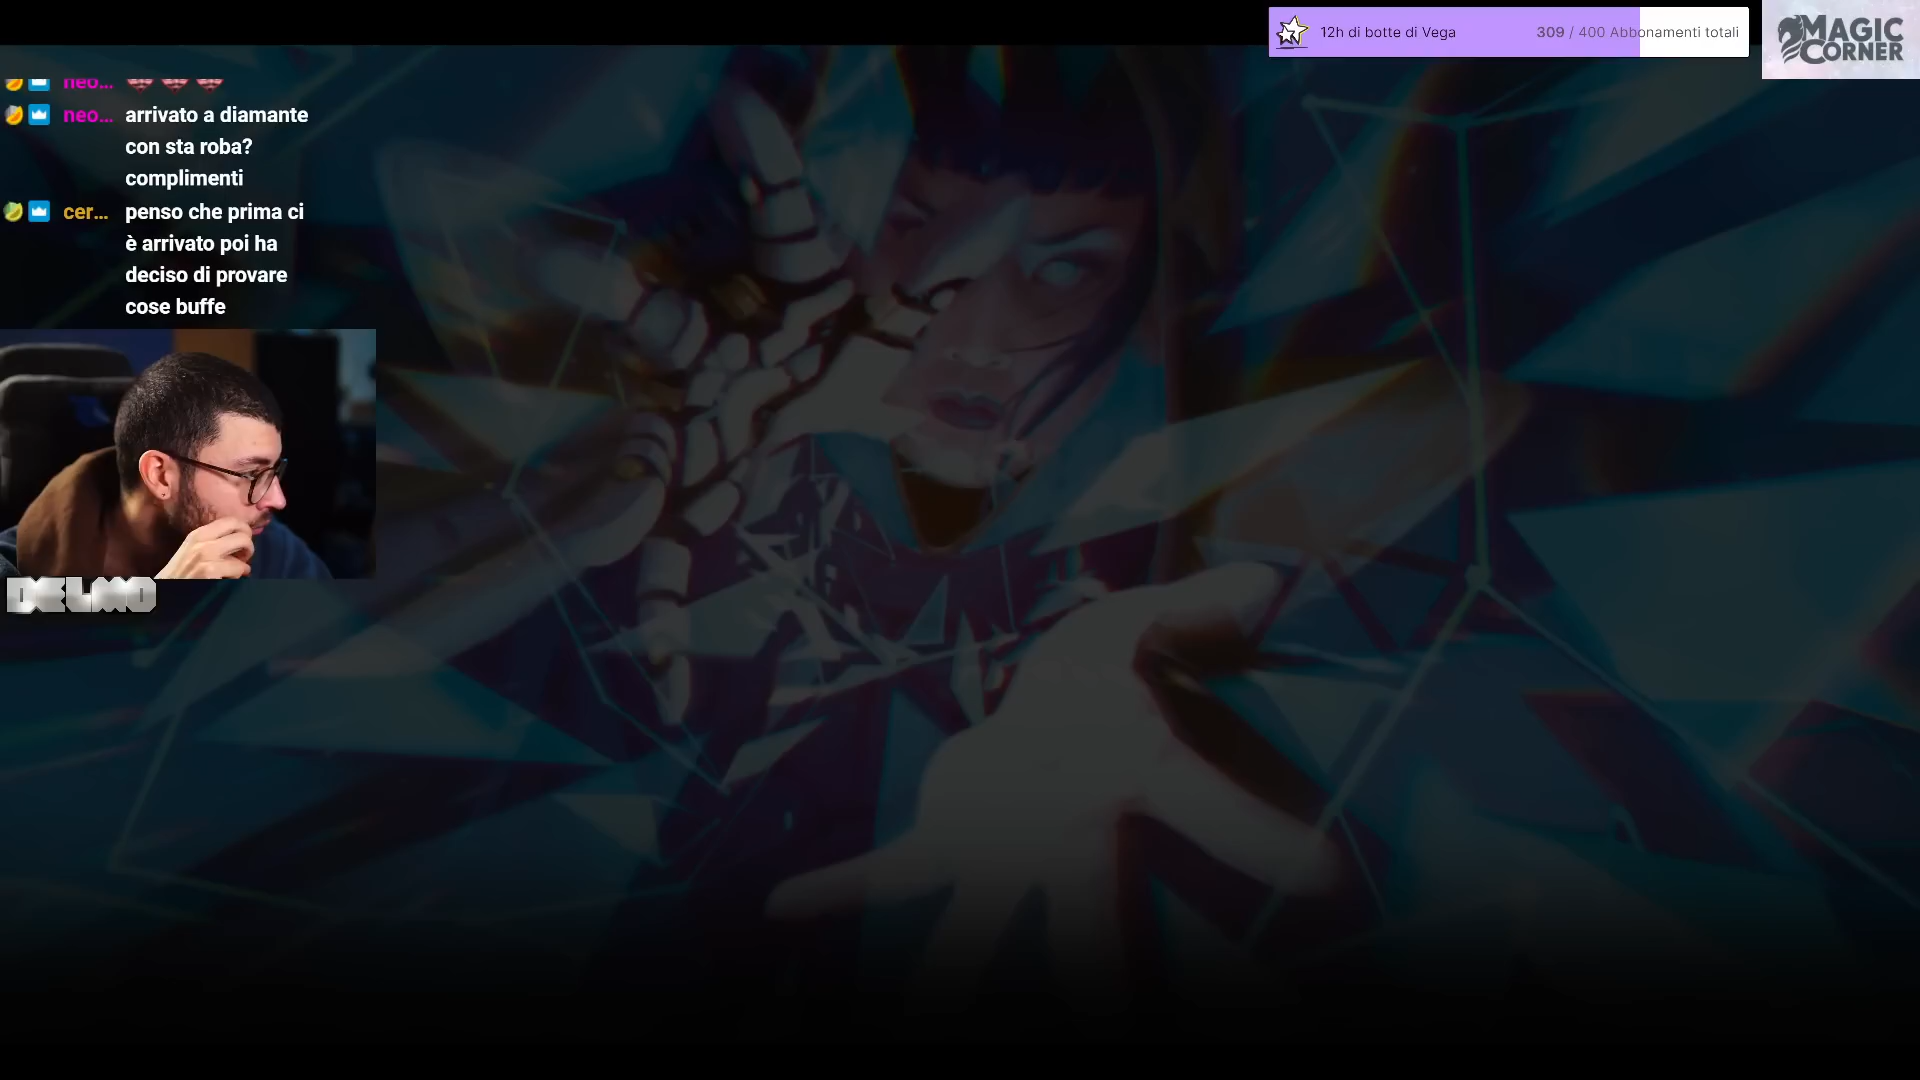 12h di botte di Vega 309 / 400 Abbonamenti totali
MAGIC
CORNER
neo...
neo... arrivato a diamante
con sta roba?
complimenti
cer... penso che prima ci
è arrivato poi ha
deciso di provare
cose buffe
DELMO